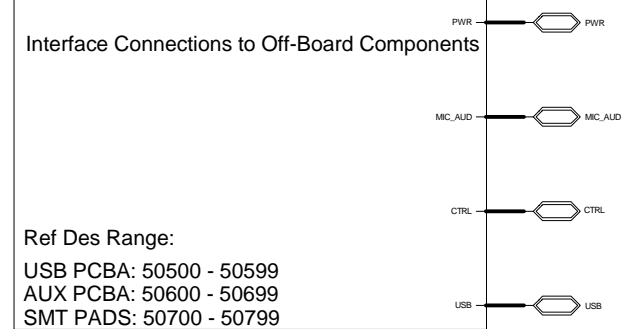 PWR PWR
Interface Connections to Off-Board Components
MIC_AUD MIC_AUD
CTRL CTRL
Ref Des Range:
USB PCBA: 50500 - 50599
AUX PCBA: 50600 - 50699
USB USB
SMT PADS: 50700 - 50799